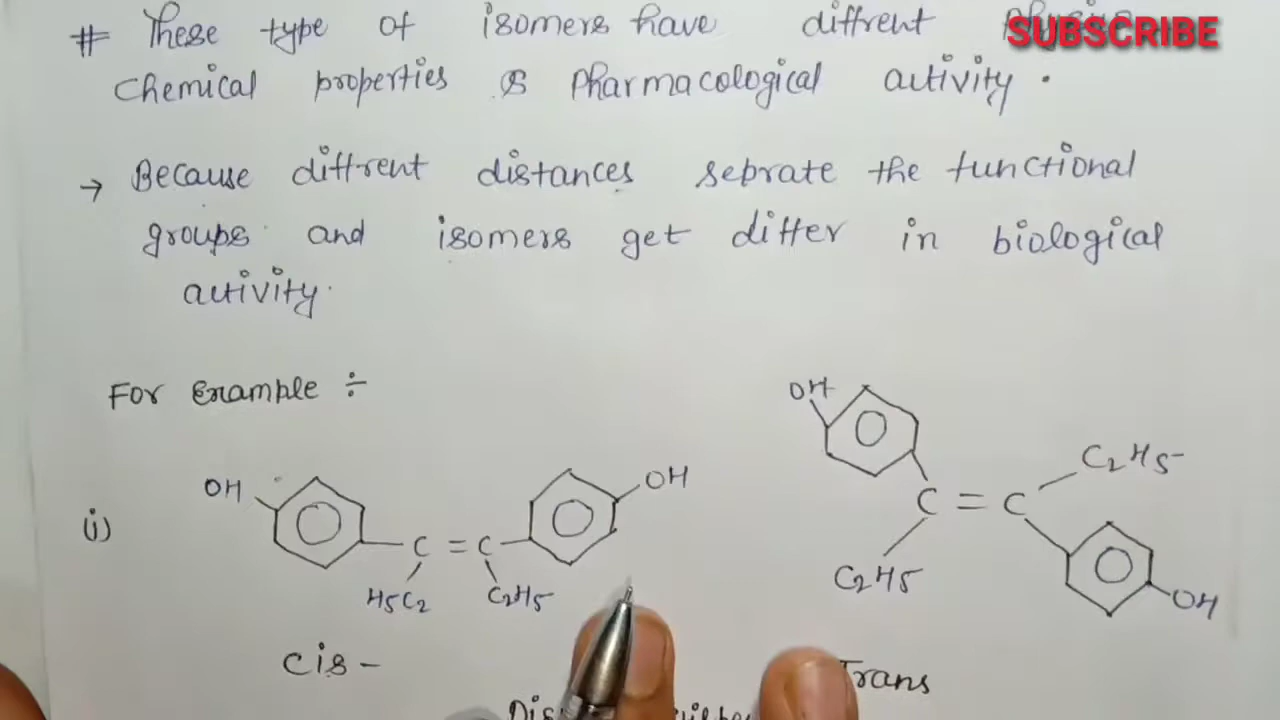 # These type of isomers have diffrent
SUBSCRIBE
Chemical properties & Pharmacological activity.
→ Because diffrent distances seprate the functional
groups and isomers get differ in biological
activity.
For Example ÷
OH
C2H5
OH
OH
C = C
(i)
C = C
H5C2
C2H5
C2H5
OH
Cis -
Trans